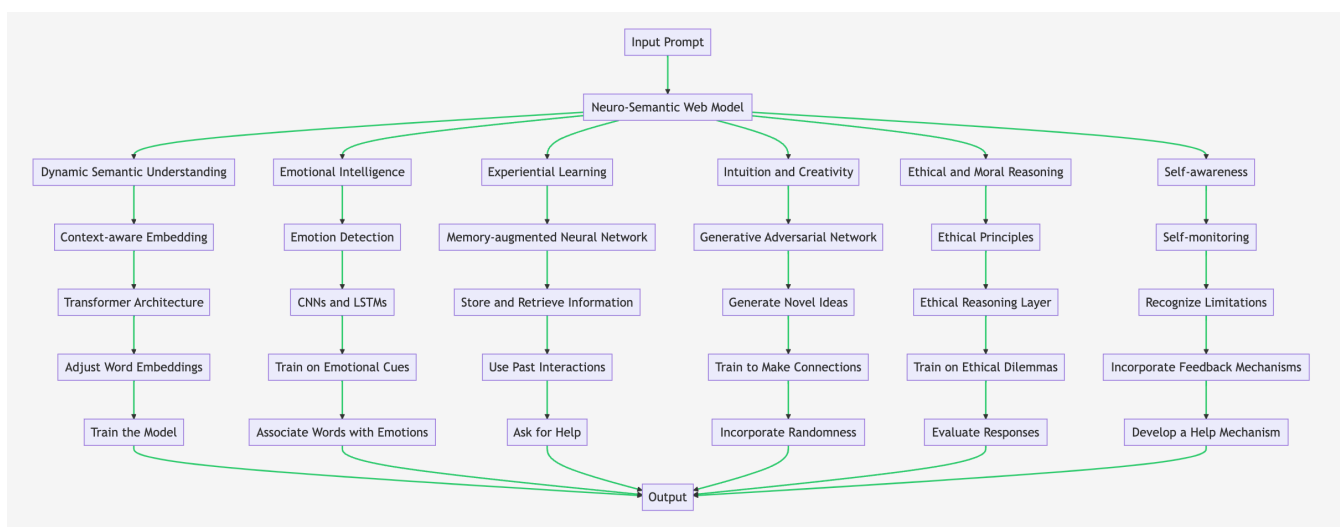 Input Prompt
Neuro-Semantic Web Model
Dynamic Semantic Understanding
Emotional Intelligence
Experiential Learning
Intuition and Creativity
Ethical and Moral Reasoning
Self-awareness
Context-aware Embedding
Emotion Detection
Memory-augmented Neural Network
Generative Adversarial Network
Ethical Principles
Self-monitoring
Transformer Architecture
CNNs and LSTMs
Store and Retrieve Information
Generate Novel Ideas
Ethical Reasoning Layer
Recognize Limitations
Adjust Word Embeddings
Train on Emotional Cues
Use Past Interactions
Train to Make Connections
Train on Ethical Dilemmas
Incorporate Feedback Mechanisms
Train the Model
Associate Words with Emotions
Ask for Help
Incorporate Randomness
Evaluate Responses
Develop a Help Mechanism
Output